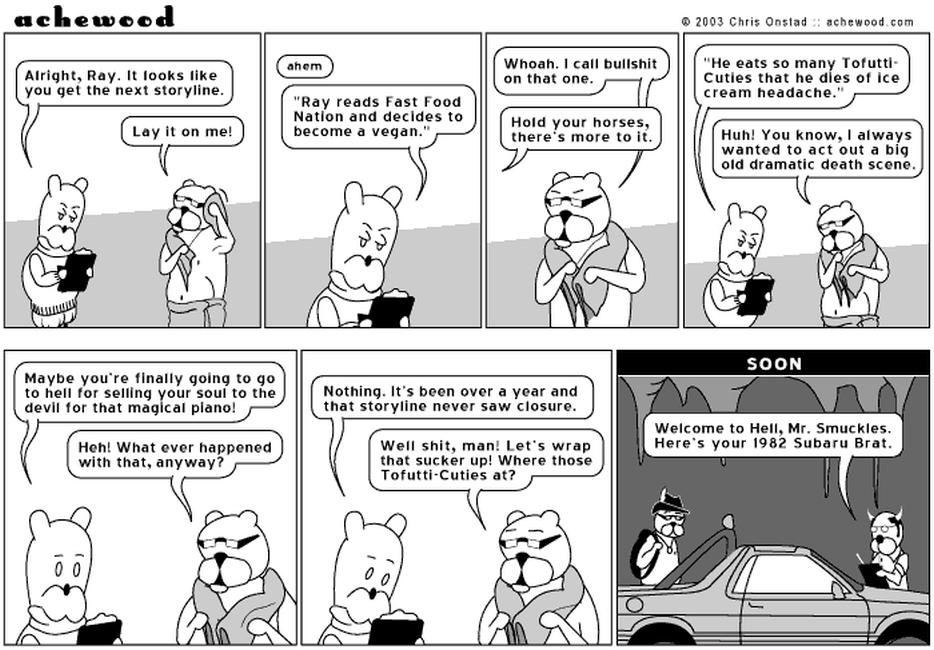 achewood
© 2003 Chris Onstad :: achewood.com
Alright, Ray. It looks like
you get the next storyline.
Lay it on me!
ahem
"Ray reads Fast Food
Nation and decides to
become a vegan."
Whoah. I call bullshit
on that one.
Hold your horses,
there's more to it.
"He eats so many Tofutti-
Cuties that he dies of ice
cream headache."
Huh! You know, I always
wanted to act out a big
old dramatic death scene.
Maybe you're finally going to go
to hell for selling your soul to the
devil for that magical piano!
Heh! What ever happened
with that, anyway?
Nothing. It's been over a year and
that storyline never saw closure.
Well shit, man! Let's wrap
that sucker up! Where those
Tofutti-Cuties at?
SOON
Welcome to Hell, Mr. Smuckles.
Here's your 1982 Subaru Brat.